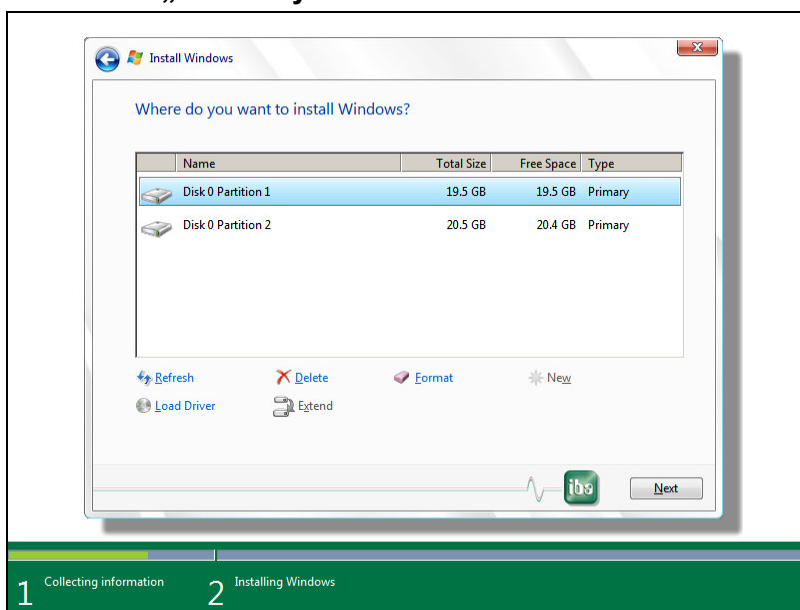 Install Windows
Where do you want to install Windows?
Name Total Size Free Space Type
Disk 0 Partition 1 19.5 GB 19.5 GB Primary
Disk 0 Partition 2 20.5 GB 20.4 GB Primary
Refresh Delete Format New
Load Driver Extend
iba Next
1 Collecting information 2 Installing Windows